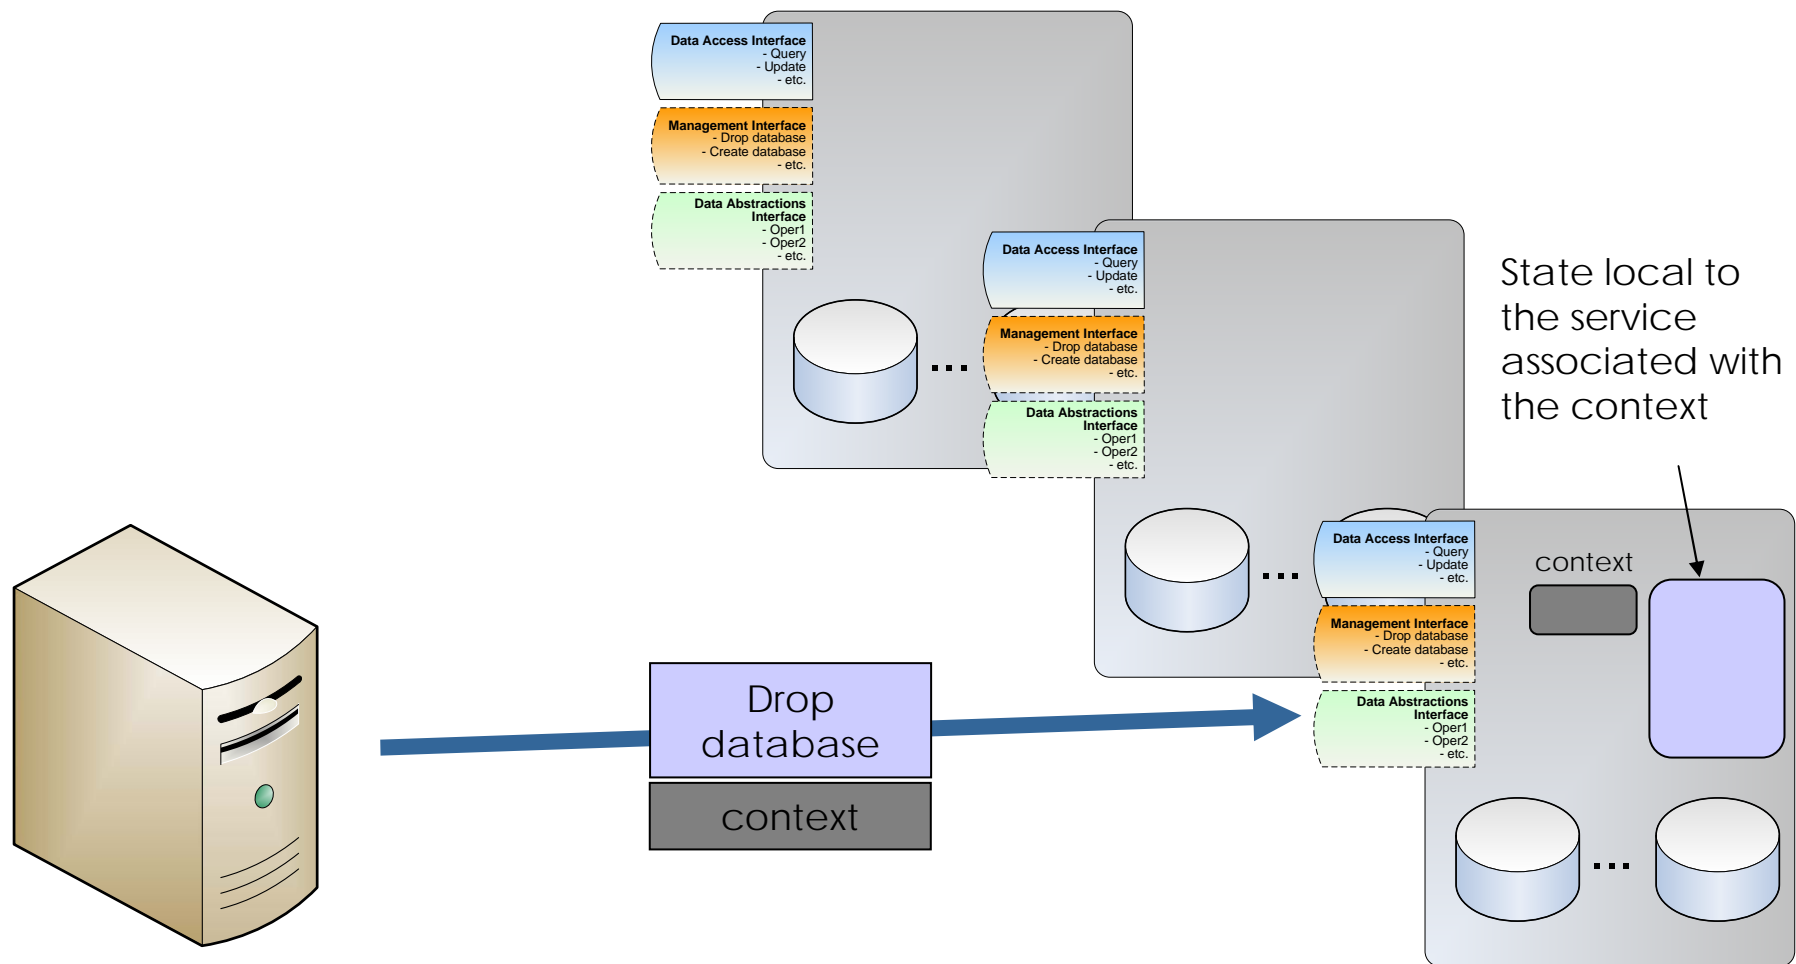 Data Access Interface
- Query
- Update
- etc.
Management Interface
- Drop database
- Create database
- etc.
Data Abstractions
Interface
- Oper1
- Oper2
- etc.
Data Access Interface
- Query
- Update
- etc.
Management Interface
- Drop database
- Create database
- etc.
Data Abstractions
Interface
- Oper1
- Oper2
- etc.
State local to
the service
associated with
the context
Data Access Interface
- Query
- Update
- etc.
Management Interface
- Drop database
- Create database
- etc.
Data Abstractions
Interface
- Oper1
- Oper2
- etc.
context
Drop
database
context